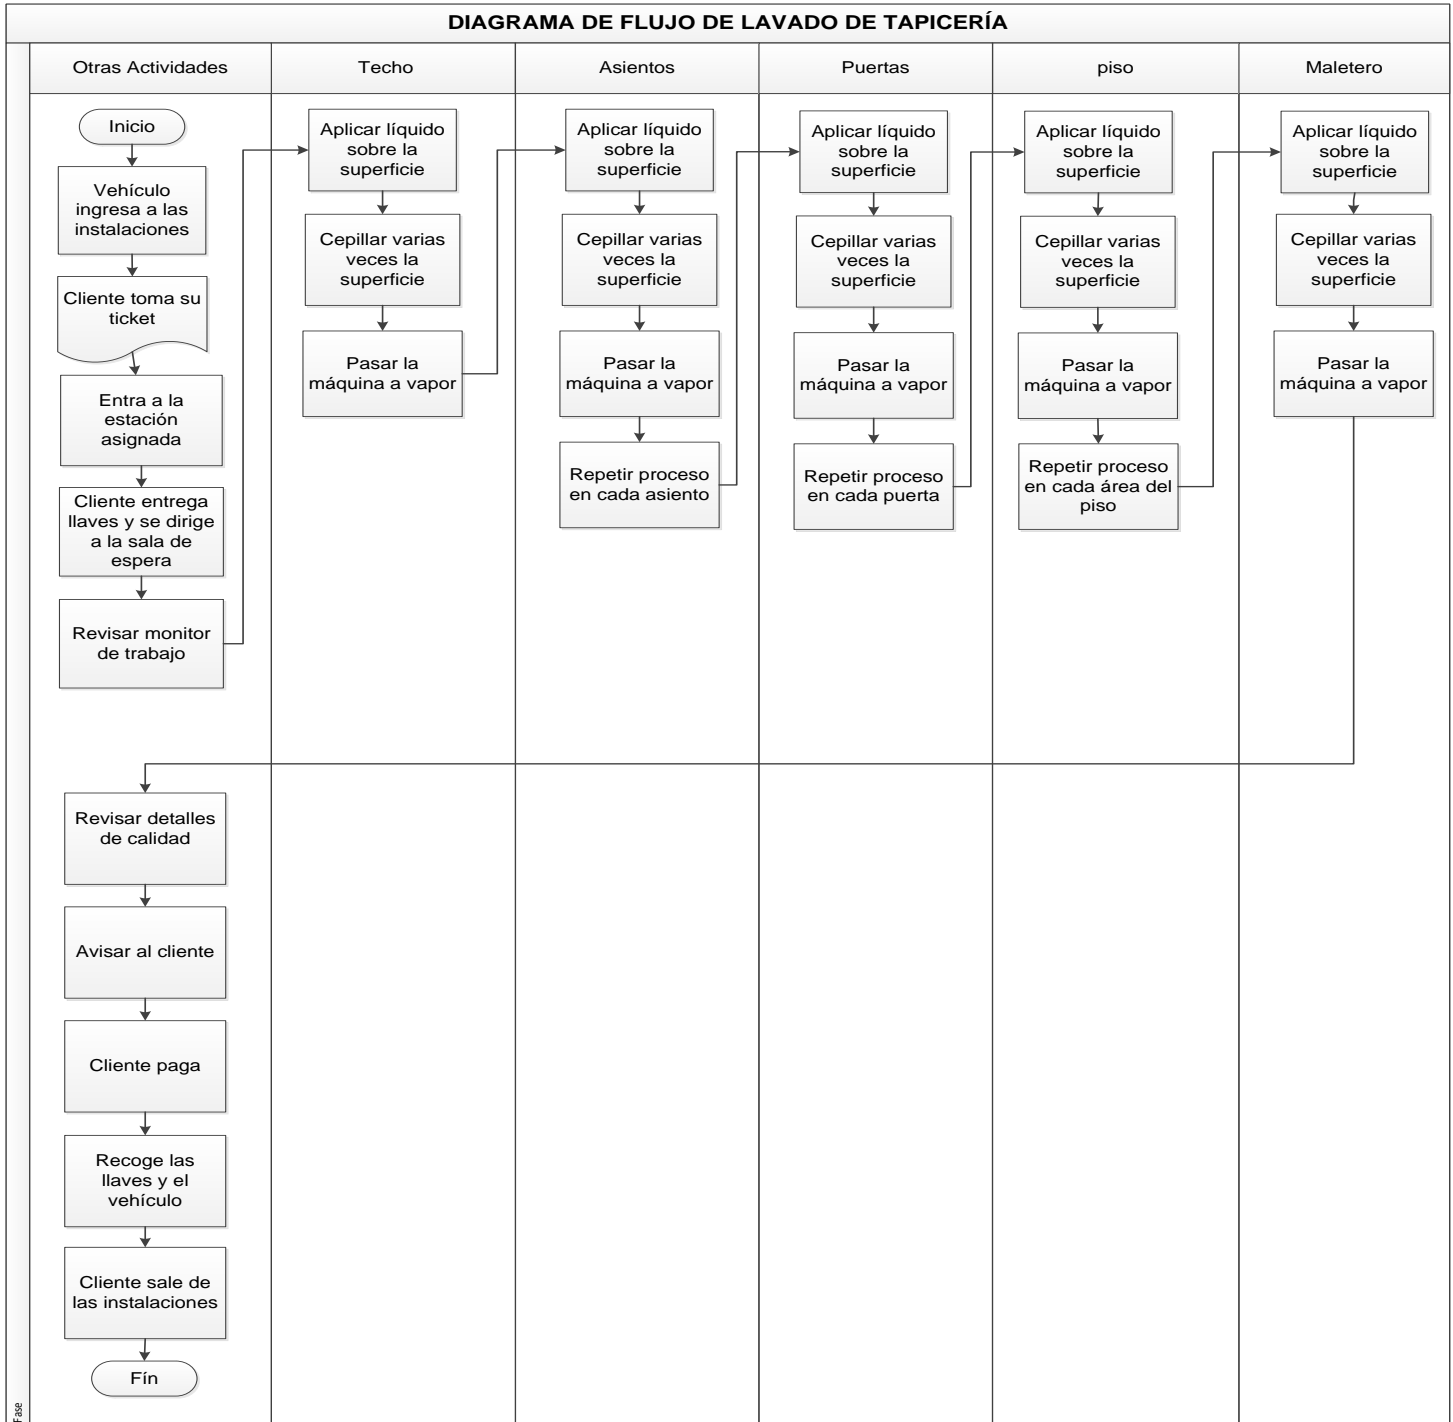 DIAGRAMA DE FLUJO DE LAVADO DE TAPICERÍA
Otras Actividades
Techo
Asientos
Puertas
piso
Maletero
Inicio
Vehículo
ingresa a las
instalaciones
Cliente toma su
ticket
Entra a la
estación
asignada
Cliente entrega
llaves y se dirige
a la sala de
espera
Revisar monitor
de trabajo
Aplicar líquido
sobre la
superficie
Cepillar varias
veces la
superficie
Pasar la
máquina a vapor
Aplicar líquido
sobre la
superficie
Cepillar varias
veces la
superficie
Pasar la
máquina a vapor
Repetir proceso
en cada asiento
Aplicar líquido
sobre la
superficie
Cepillar varias
veces la
superficie
Pasar la
máquina a vapor
Repetir proceso
en cada puerta
Aplicar líquido
sobre la
superficie
Cepillar varias
veces la
superficie
Pasar la
máquina a vapor
Repetir proceso
en cada área del
piso
Aplicar líquido
sobre la
superficie
Cepillar varias
veces la
superficie
Pasar la
máquina a vapor
Revisar detalles
de calidad
Avisar al cliente
Cliente paga
Recoge las
llaves y el
vehículo
Cliente sale de
las instalaciones
Fín
Fase